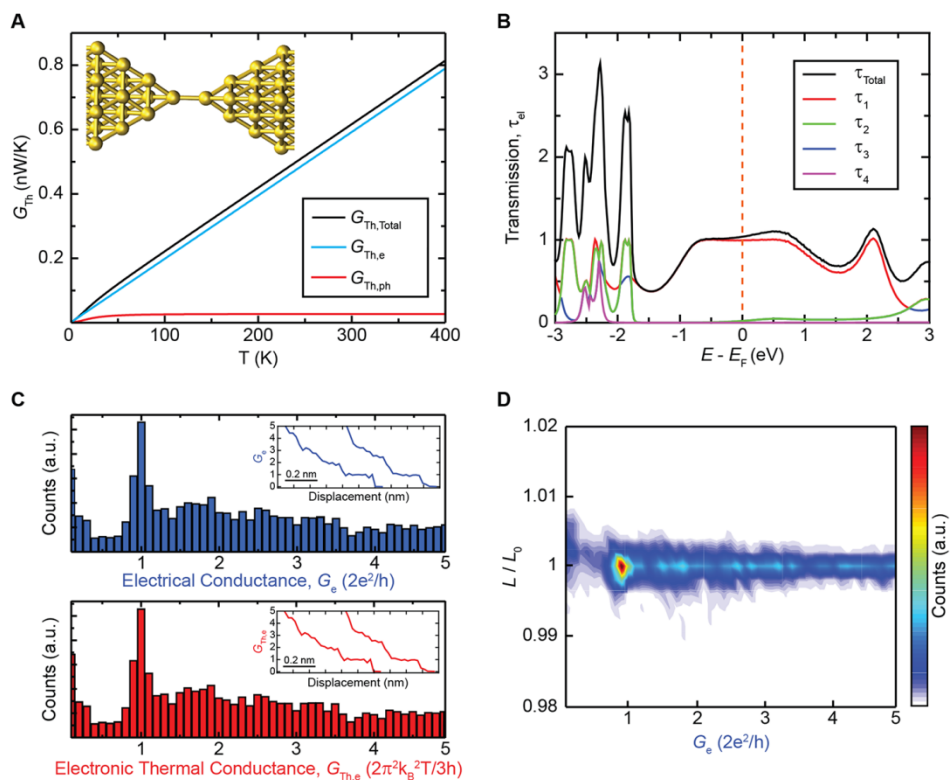 A
G_Th (nW/K)
0.8
0.6
0.4
0.2
G_Th,Total
G_Th,e
G_Th,ph
0 100 200 300 400
T (K)
B
Transmission, τ_el
3
2
1
0
τ_Total
τ_1
τ_2
τ_3
τ_4
-3 -2 -1 0 1 2 3
E - E_F (eV)
C
Counts (a.u.)
G_e
5
4
3
2
1
0
0.2 nm
Displacement (nm)
1 2 3 4 5
Electrical Conductance, G_e (2e²/h)
Counts (a.u.)
G_Th,e
5
4
3
2
1
0
0.2 nm
Displacement (nm)
1 2 3 4 5
Electronic Thermal Conductance, G_Th,e (2π²k_B²T/3h)
D
L / L_0
1.02
1.01
1
0.99
0.98
1 2 3 4 5
G_e (2e²/h)
Counts (a.u.)